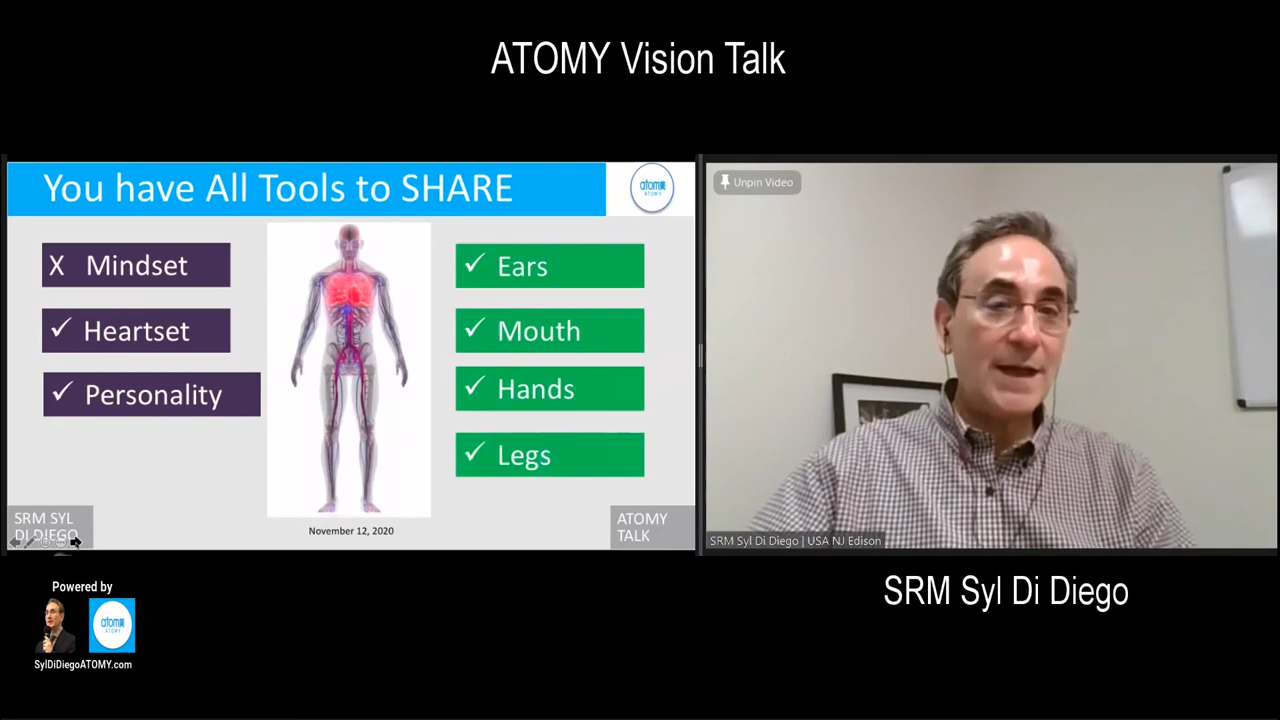 ATOMY Vision Talk
You have All Tools to SHARE
atomy
ATOMY
X Mindset
✓ Heartset
✓ Personality
✓ Ears
✓ Mouth
✓ Hands
✓ Legs
SRM SYL
DI DIEGO
November 12, 2020
ATOMY
TALK
Unpin Video
SRM Syl Di Diego | USA NJ Edison
SRM Syl Di Diego
Powered by
atomy
ATOMY
SylDiDiegoATOMY.com